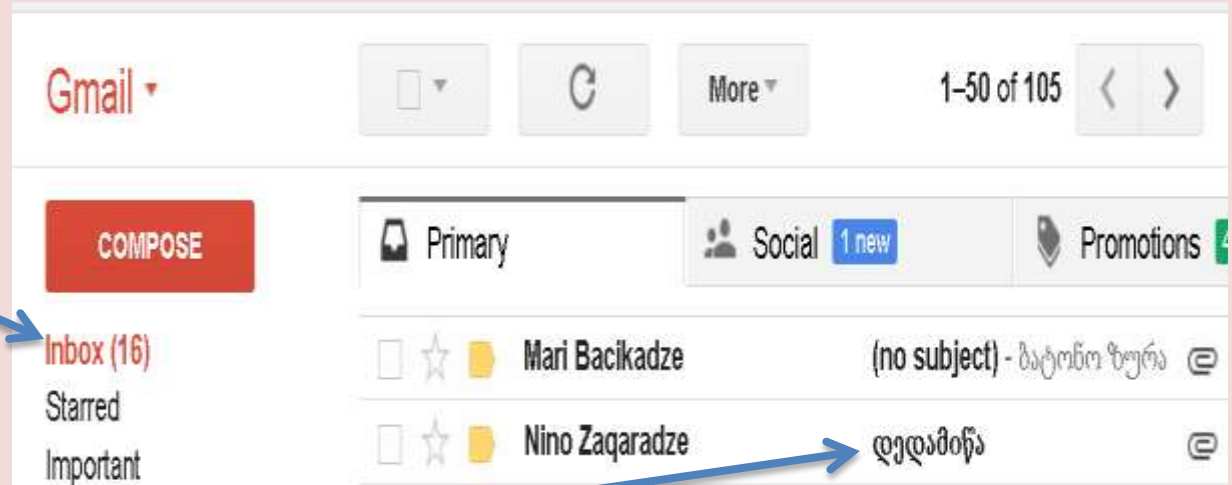 Gmail
More
1–50 of 105
COMPOSE
Primary
Social 1 new
Promotions 4
Inbox (16)
Starred
Important
Mari Bacikadze (no subject) - ბატონო ზურა
Nino Zaqaradze დედამიწა